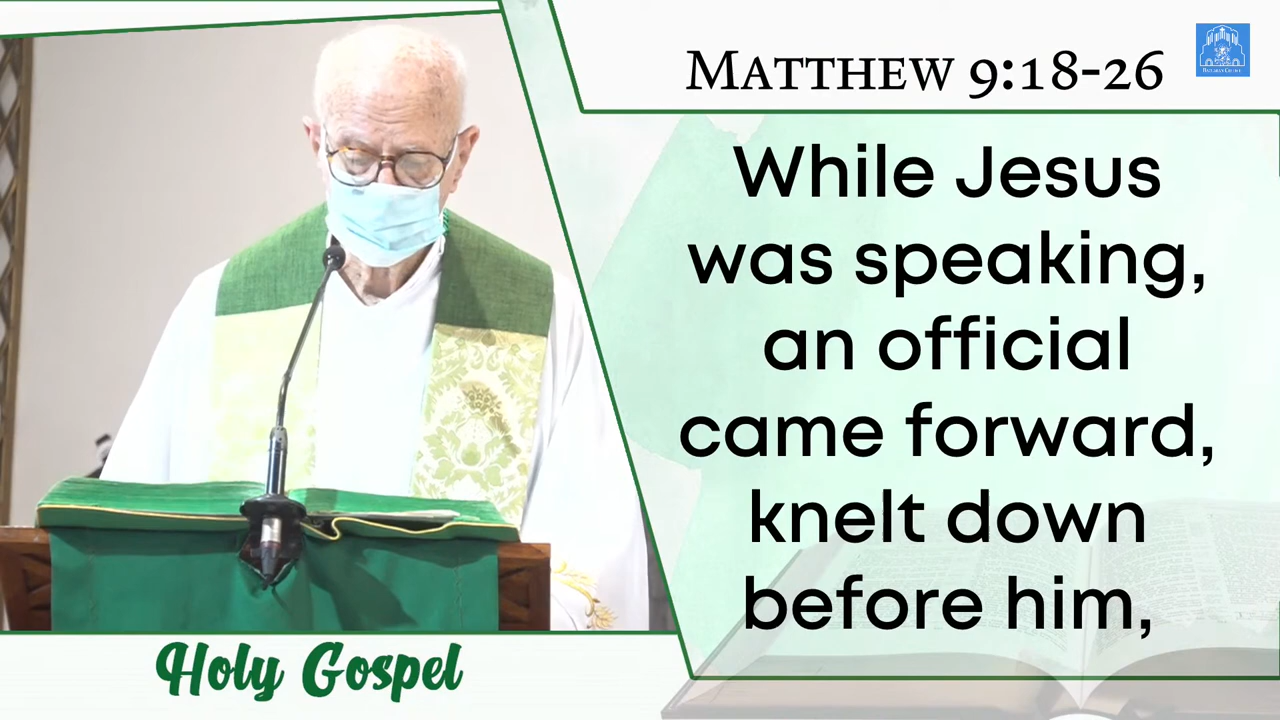 Matthew 9:18-26
While Jesus
was speaking,
an official
came forward,
knelt down
before him,
Holy Gospel